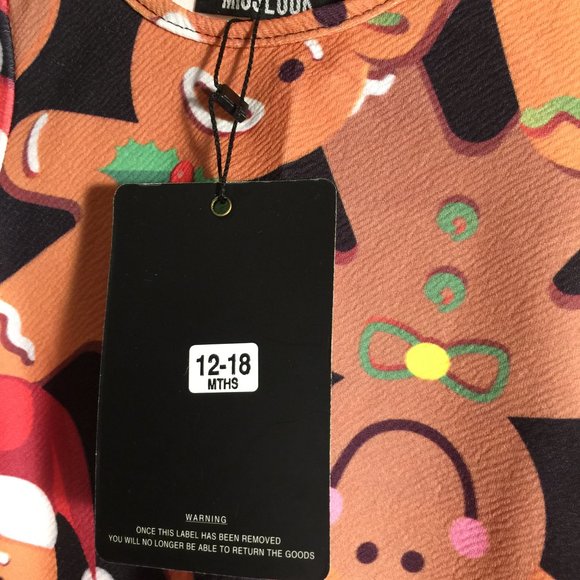 MISSLOOK
12-18
MTHS
WARNING
ONCE THIS LABEL HAS BEEN REMOVED
YOU WILL NO LONGER BE ABLE TO RETURN THE GOODS